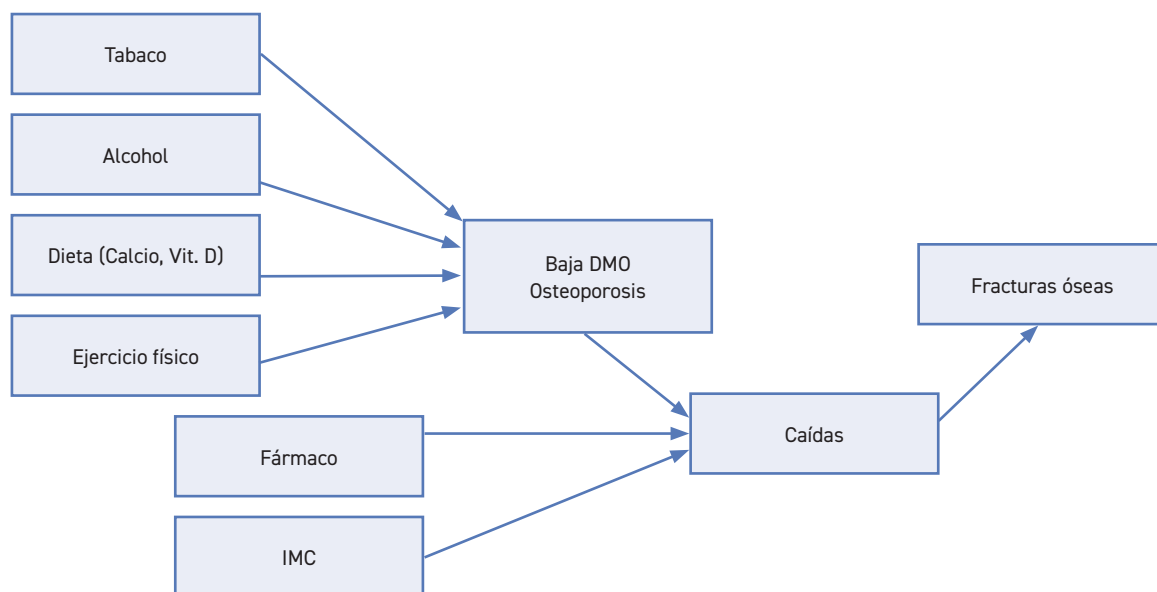 Tabaco
Alcohol
Dieta (Calcio, Vit. D)
Ejercicio físico
Baja DMO
Osteoporosis
Fracturas óseas
Caídas
Fármaco
IMC